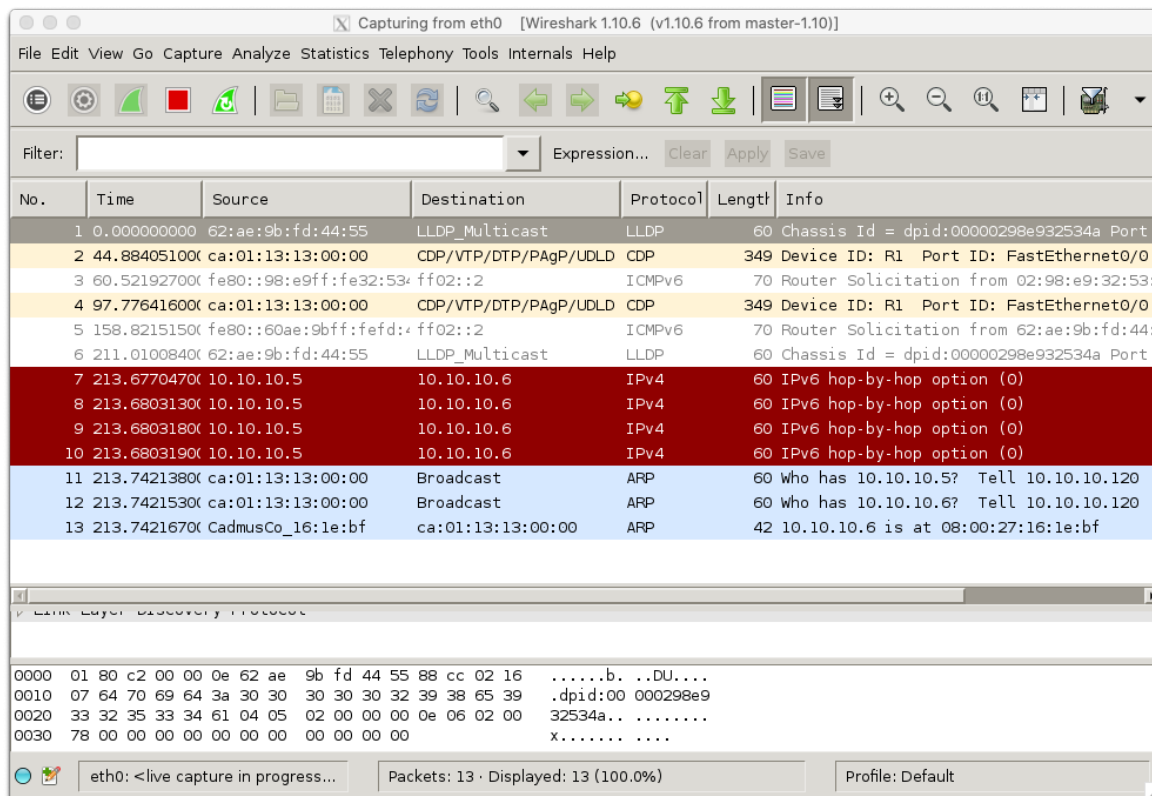 Capturing from eth0 [Wireshark 1.10.6 (v1.10.6 from master-1.10)]
File Edit View Go Capture Analyze Statistics Telephony Tools Internals Help
Filter: Expression... Clear Apply Save
No. Time Source Destination Protocol Length Info
1 0.000000000 62:ae:9b:fd:44:55 LLDP_Multicast LLDP 60 Chassis Id = dpid:00000298e932534a Port
2 44.88405100 ca:01:13:13:00:00 CDP/VTP/DTP/PAgP/UDLD CDP 349 Device ID: R1 Port ID: FastEthernet0/0
3 60.52192700 fe80::98:e9ff:fe32:534 ff02::2 ICMPv6 70 Router Solicitation from 02:98:e9:32:53:
4 97.77641600 ca:01:13:13:00:00 CDP/VTP/DTP/PAgP/UDLD CDP 349 Device ID: R1 Port ID: FastEthernet0/0
5 158.8215150 fe80::60ae:9bff:fefd:4 ff02::2 ICMPv6 70 Router Solicitation from 62:ae:9b:fd:44:
6 211.0100840 62:ae:9b:fd:44:55 LLDP_Multicast LLDP 60 Chassis Id = dpid:00000298e932534a Port
7 213.6770470 10.10.10.5 10.10.10.6 IPv4 60 IPv6 hop-by-hop option (0)
8 213.6803130 10.10.10.5 10.10.10.6 IPv4 60 IPv6 hop-by-hop option (0)
9 213.6803180 10.10.10.5 10.10.10.6 IPv4 60 IPv6 hop-by-hop option (0)
10 213.6803190 10.10.10.5 10.10.10.6 IPv4 60 IPv6 hop-by-hop option (0)
11 213.7421380 ca:01:13:13:00:00 Broadcast ARP 60 Who has 10.10.10.5? Tell 10.10.10.120
12 213.7421530 ca:01:13:13:00:00 Broadcast ARP 60 Who has 10.10.10.6? Tell 10.10.10.120
13 213.7421670 CadmusCo_16:1e:bf ca:01:13:13:00:00 ARP 42 10.10.10.6 is at 08:00:27:16:1e:bf
Link Layer Discovery Protocol
0000 01 80 c2 00 00 0e 62 ae 9b fd 44 55 88 cc 02 16 ......b. ..DU....
0010 07 64 70 69 64 3a 30 30 30 30 30 32 39 38 65 39 .dpid:00 000298e9
0020 33 32 35 33 34 61 04 05 02 00 00 00 0e 06 02 00 32534a.. ........
0030 78 00 00 00 00 00 00 00 00 00 00 00 x....... ....
eth0: <live capture in progress... Packets: 13 · Displayed: 13 (100.0%) Profile: Default